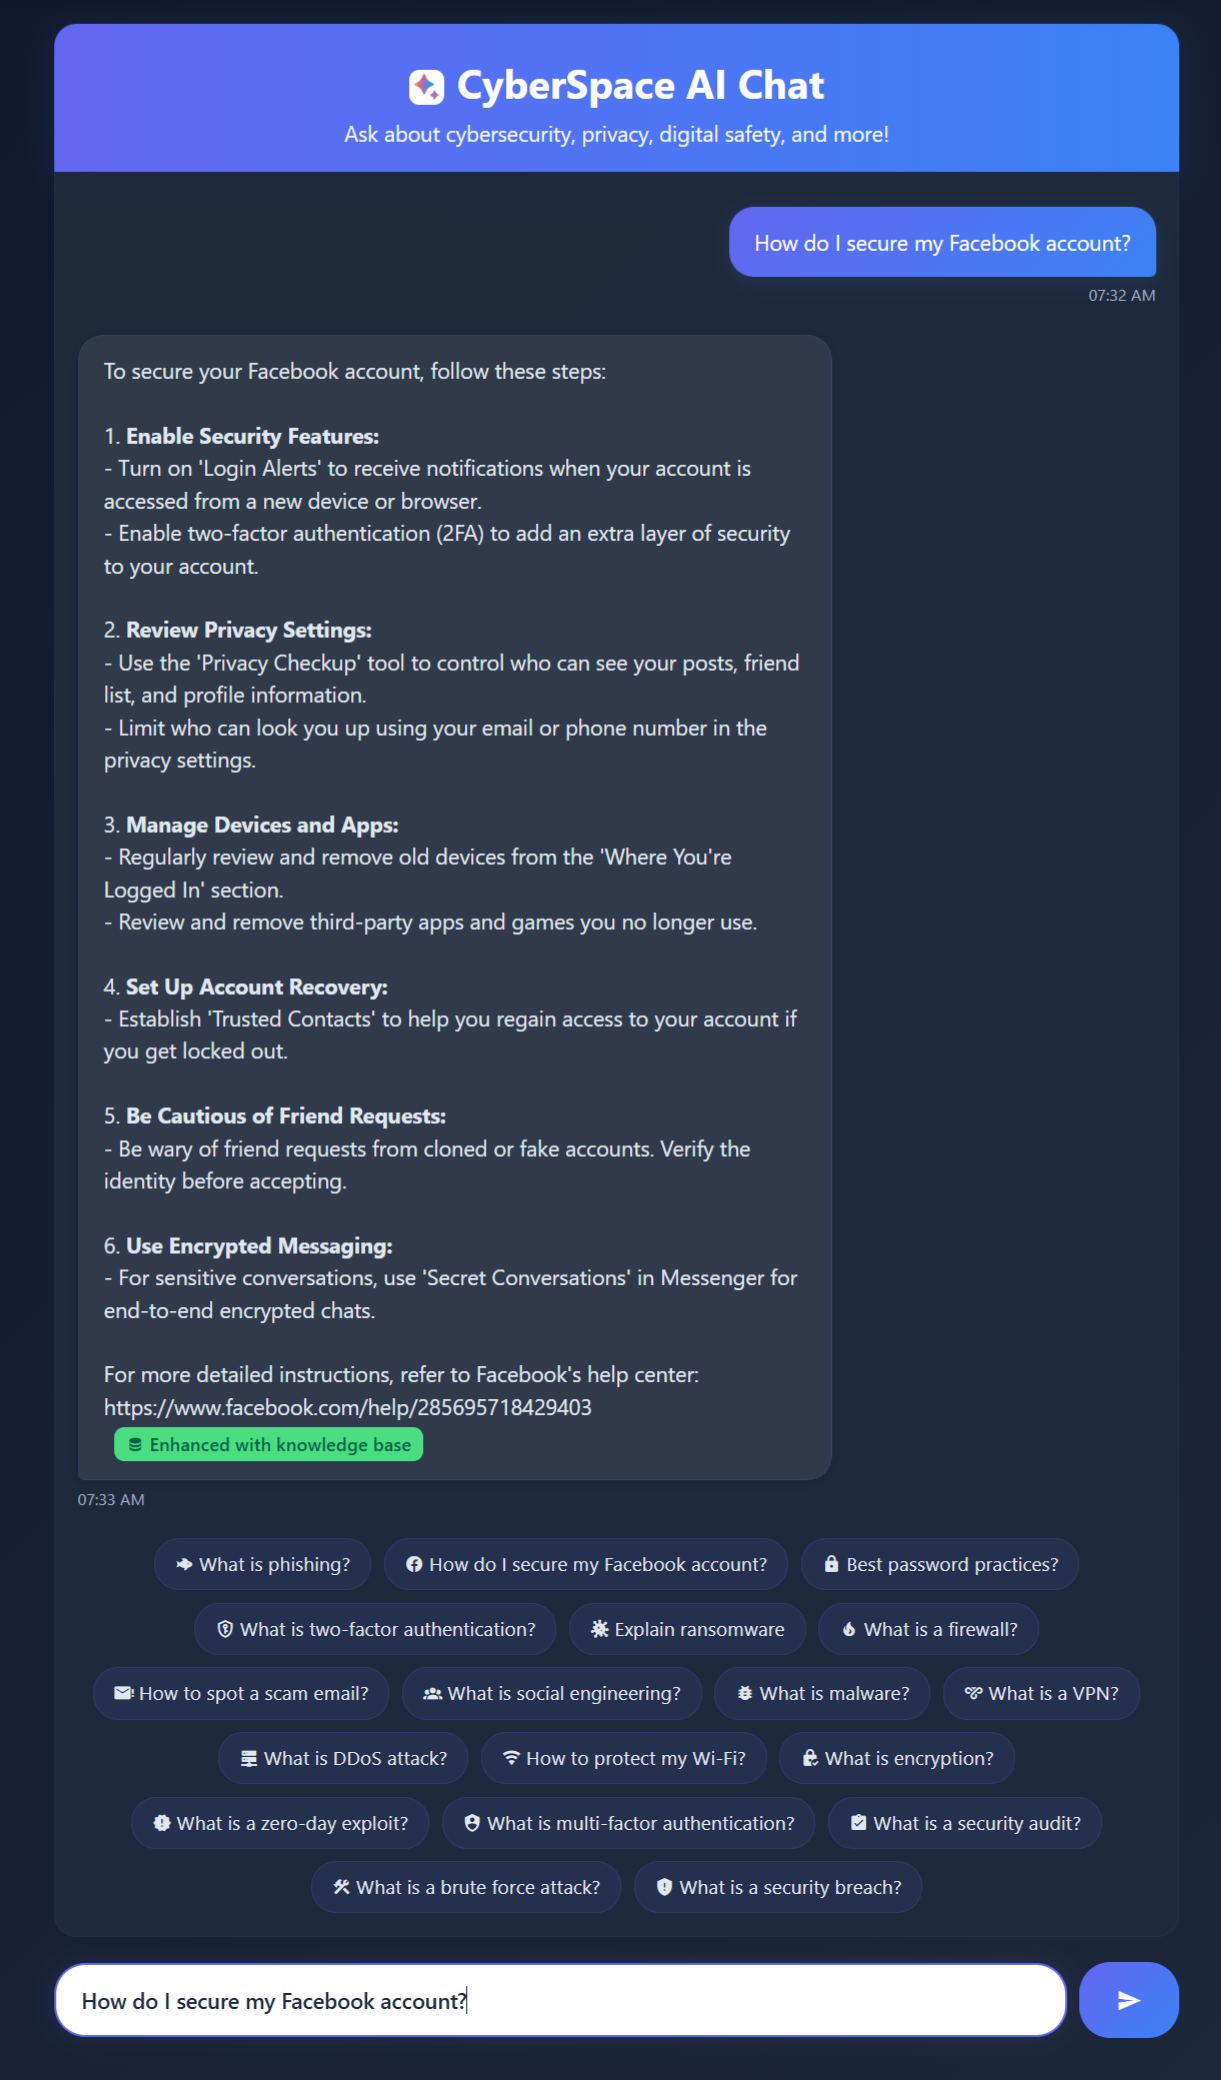 CyberSpace AI Chat
Ask about cybersecurity, privacy, digital safety, and more!
How do I secure my Facebook account?
07:32 AM
To secure your Facebook account, follow these steps:
1. Enable Security Features:
- Turn on 'Login Alerts' to receive notifications when your account is
accessed from a new device or browser.
- Enable two-factor authentication (2FA) to add an extra layer of security
to your account.
2. Review Privacy Settings:
- Use the 'Privacy Checkup' tool to control who can see your posts, friend
list, and profile information.
- Limit who can look you up using your email or phone number in the
privacy settings.
3. Manage Devices and Apps:
- Regularly review and remove old devices from the 'Where You're
Logged In' section.
- Review and remove third-party apps and games you no longer use.
4. Set Up Account Recovery:
- Establish 'Trusted Contacts' to help you regain access to your account if
you get locked out.
5. Be Cautious of Friend Requests:
- Be wary of friend requests from cloned or fake accounts. Verify the
identity before accepting.
6. Use Encrypted Messaging:
- For sensitive conversations, use 'Secret Conversations' in Messenger for
end-to-end encrypted chats.
For more detailed instructions, refer to Facebook's help center:
https://www.facebook.com/help/285695718429403
Enhanced with knowledge base
07:33 AM
What is phishing? How do I secure my Facebook account? Best password practices?
What is two-factor authentication? Explain ransomware What is a firewall?
How to spot a scam email? What is social engineering? What is malware? What is a VPN?
What is DDoS attack? How to protect my Wi-Fi? What is encryption?
What is a zero-day exploit? What is multi-factor authentication? What is a security audit?
What is a brute force attack? What is a security breach?
How do I secure my Facebook account?